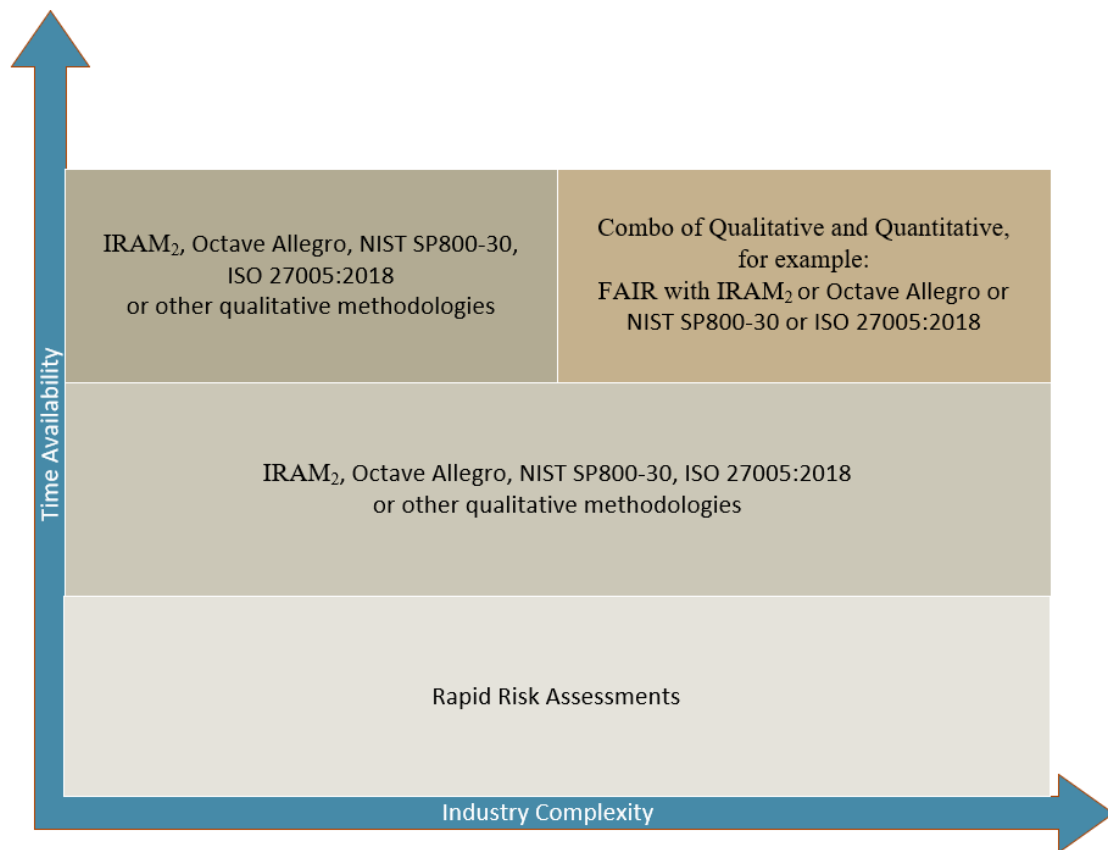 IRAM₂, Octave Allegro, NIST SP800-30,
ISO 27005:2018
or other qualitative methodologies
Combo of Qualitative and Quantitative,
for example:
FAIR with IRAM₂ or Octave Allegro or
NIST SP800-30 or ISO 27005:2018
Time Availability
IRAM₂, Octave Allegro, NIST SP800-30, ISO 27005:2018
or other qualitative methodologies
Rapid Risk Assessments
Industry Complexity